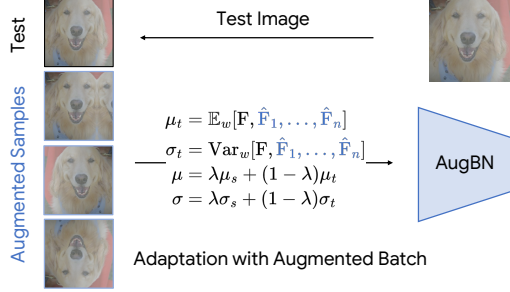 Test
Test Image
Augmented Samples
μ_t = 𝔼_w[F, F̂_1, . . . , F̂_n]
σ_t = Var_w[F, F̂_1, . . . , F̂_n]
μ = λμ_s + (1 − λ)μ_t
σ = λσ_s + (1 − λ)σ_t
AugBN
Adaptation with Augmented Batch